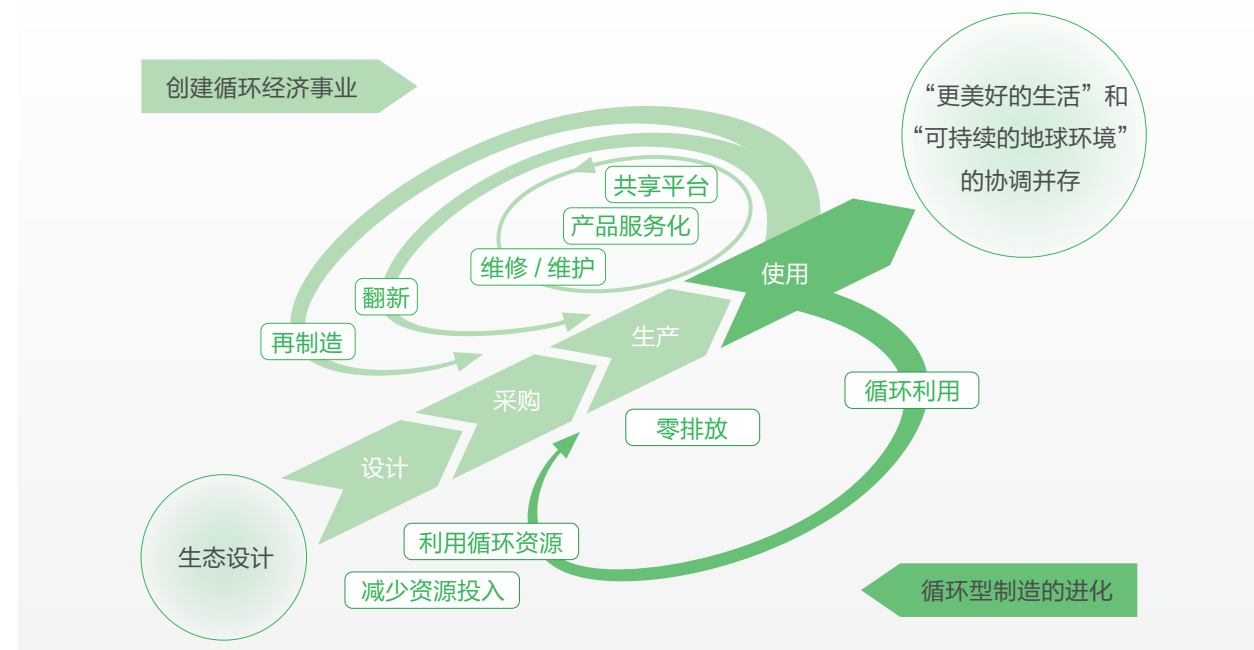 创建循环经济事业
“更美好的生活”和
“可持续的地球环境”
的协调并存
共享平台
产品服务化
维修 / 维护
翻新
再制造
使用
生产
采购
设计
循环利用
零排放
利用循环资源
减少资源投入
生态设计
循环型制造的进化